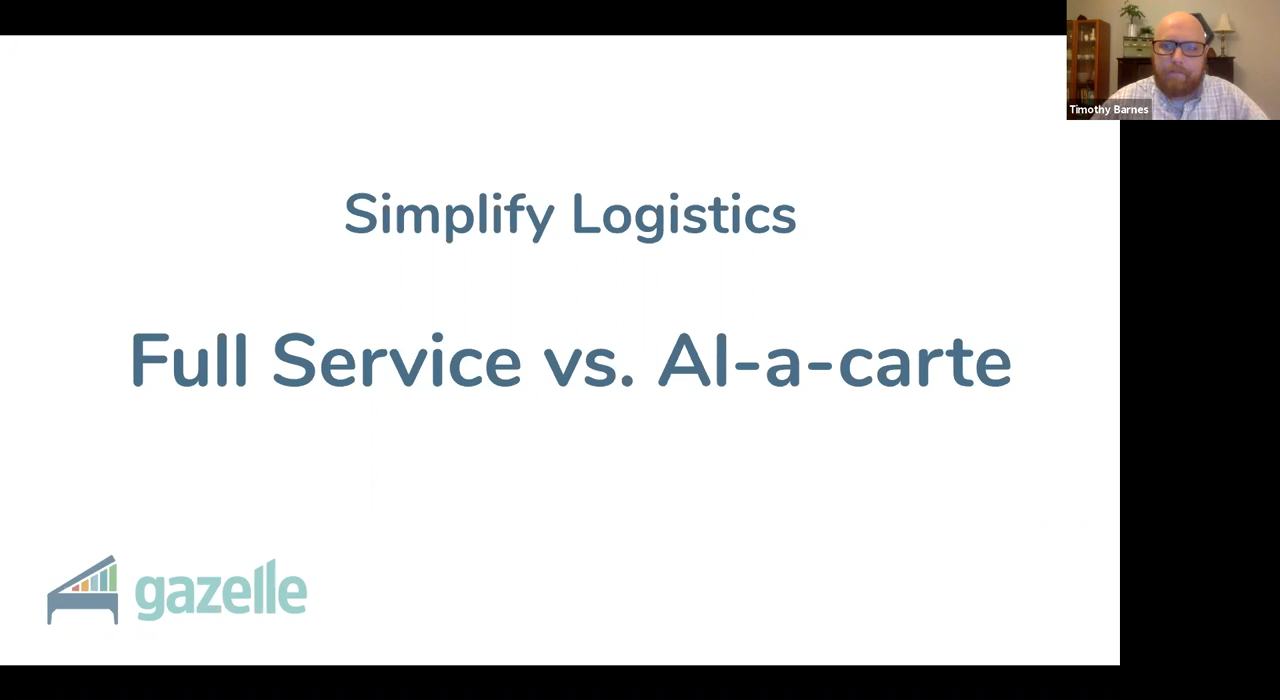 Timothy Barnes
Simplify Logistics
Full Service vs. Al-a-carte
gazelle